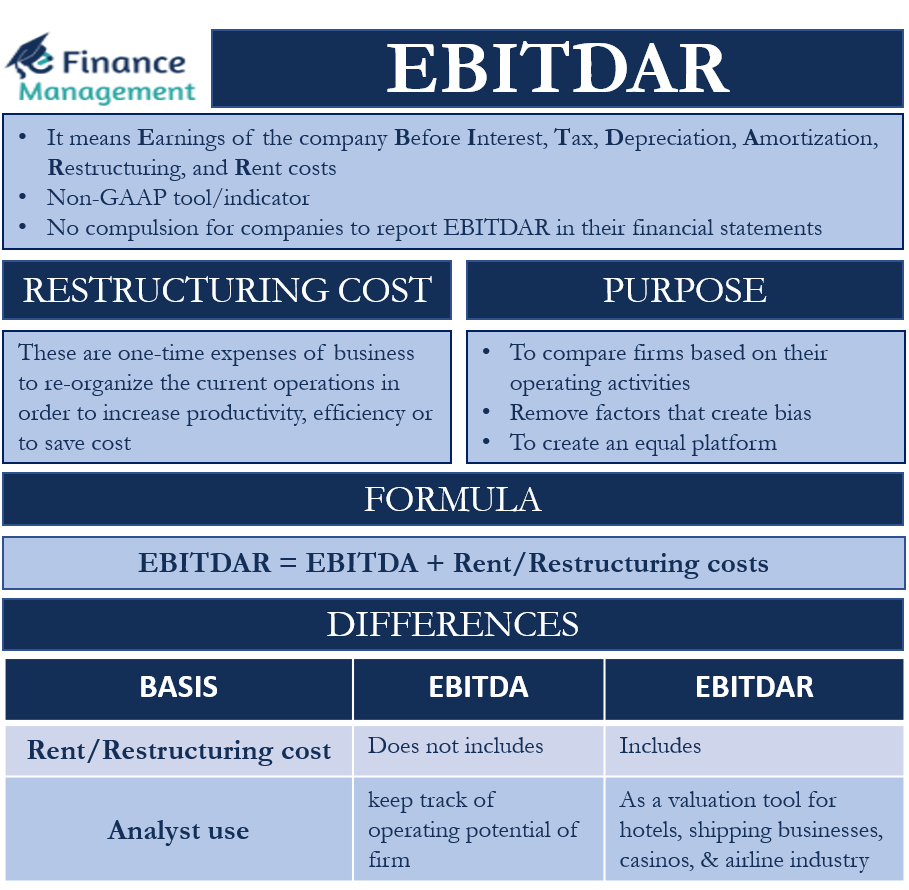 Finance
Management
EBITDAR
• It means Earnings of the company Before Interest, Tax, Depreciation, Amortization,
Restructuring, and Rent costs
• Non-GAAP tool/indicator
• No compulsion for companies to report EBITDAR in their financial statements
RESTRUCTURING COST
These are one-time expenses of business
to re-organize the current operations in
order to increase productivity, efficiency or
to save cost
PURPOSE
• To compare firms based on their
operating activities
• Remove factors that create bias
• To create an equal platform
FORMULA
EBITDAR = EBITDA + Rent/Restructuring costs
DIFFERENCES
BASIS EBITDA EBITDAR
Rent/Restructuring cost Does not includes Includes
Analyst use
keep track of
operating potential of
firm
As a valuation tool for
hotels, shipping businesses,
casinos, & airline industry